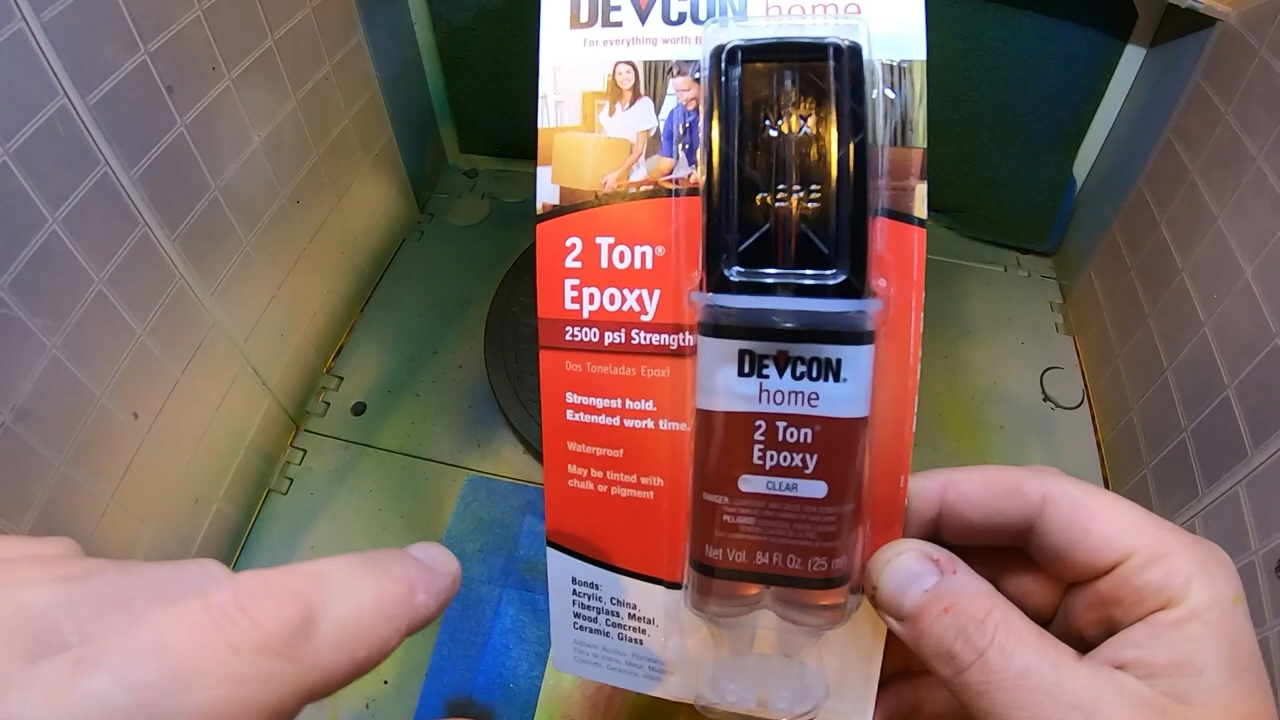 DEVCON home
For everything worth fi
MIX
HERE
2 Ton®
Epoxy
2500 psi Strength
Dos Toneladas Epoxi
Strongest hold.
Extended work time.
Waterproof
May be tinted with
chalk or pigment
Bonds:
Acrylic, China,
Fiberglass, Metal,
Wood, Concrete,
Ceramic, Glass
DEVCON®
home
2 Ton®
Epoxy
CLEAR
DANGER:
PELIGRO:
Net Vol. .84 Fl. Oz. (25 ml)